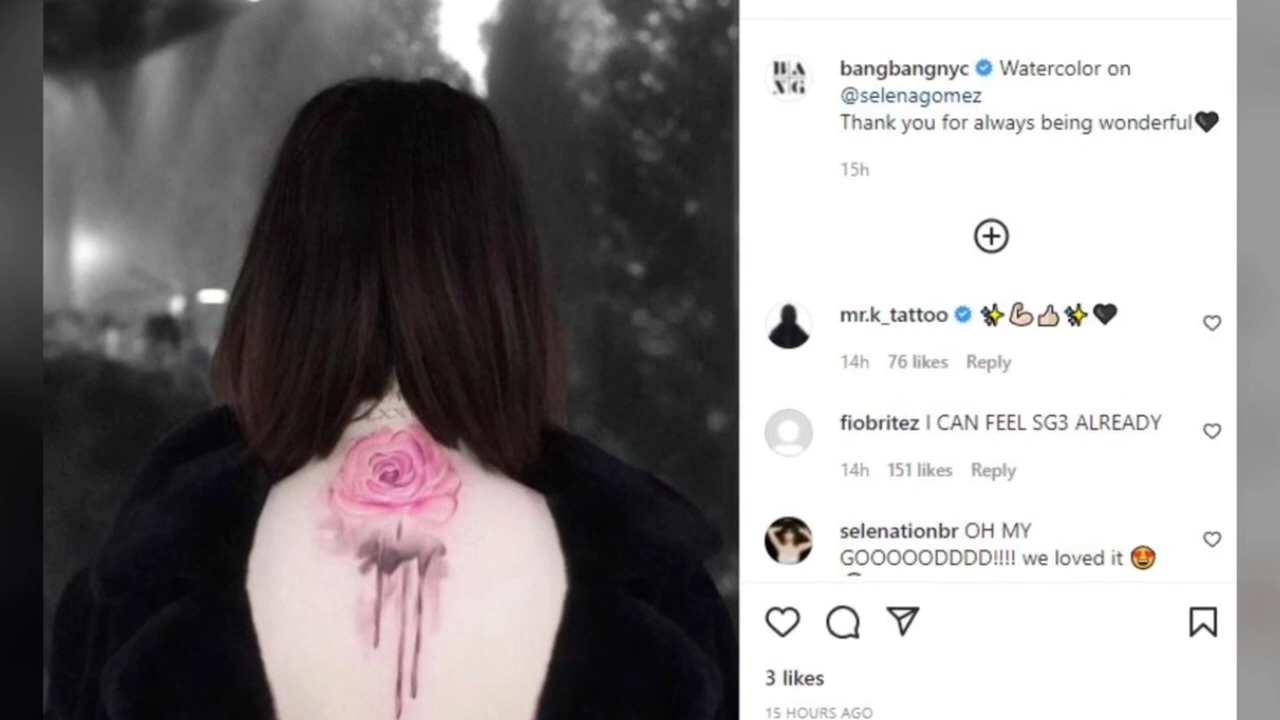 BA
NG
bangbangnyc Watercolor on
@selenagomez
Thank you for always being wonderful🖤
15h
mr.k_tattoo ✨💪🏻👍🏻✨🖤
14h 76 likes Reply
fiobritez I CAN FEEL SG3 ALREADY
14h 151 likes Reply
selenationbr OH MY
GOOOOODDDD!!!! we loved it 😍
3 likes
15 HOURS AGO